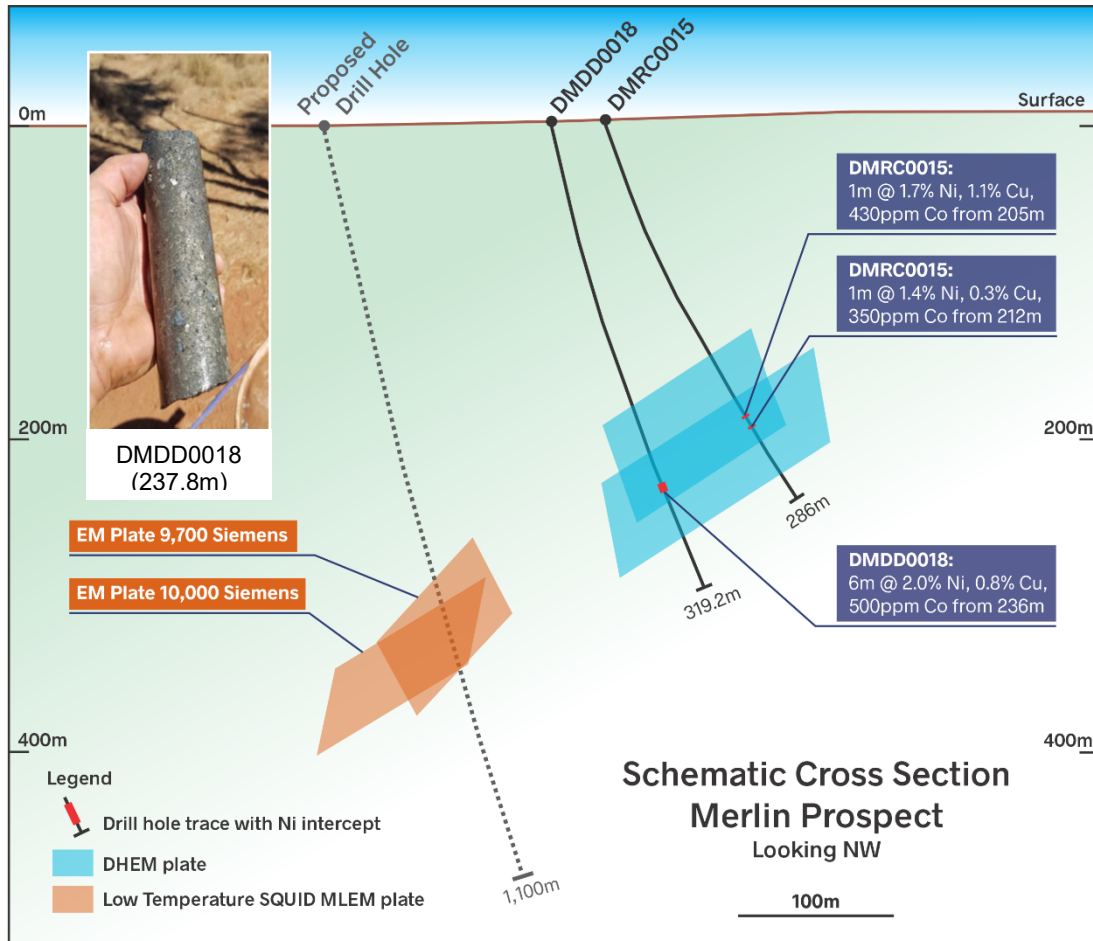 Proposed
Drill Hole
DMDD0018
DMRC0015
0m
Surface
DMRC0015:
1m @ 1.7% Ni, 1.1% Cu,
430ppm Co from 205m
DMRC0015:
1m @ 1.4% Ni, 0.3% Cu,
350ppm Co from 212m
200m
200m
DMDD0018
(237.8m)
286m
EM Plate 9,700 Siemens
EM Plate 10,000 Siemens
319.2m
DMDD0018:
6m @ 2.0% Ni, 0.8% Cu,
500ppm Co from 236m
400m
400m
Legend
Drill hole trace with Ni intercept
DHEM plate
Low Temperature SQUID MLEM plate
1,100m
Schematic Cross Section
Merlin Prospect
Looking NW
100m